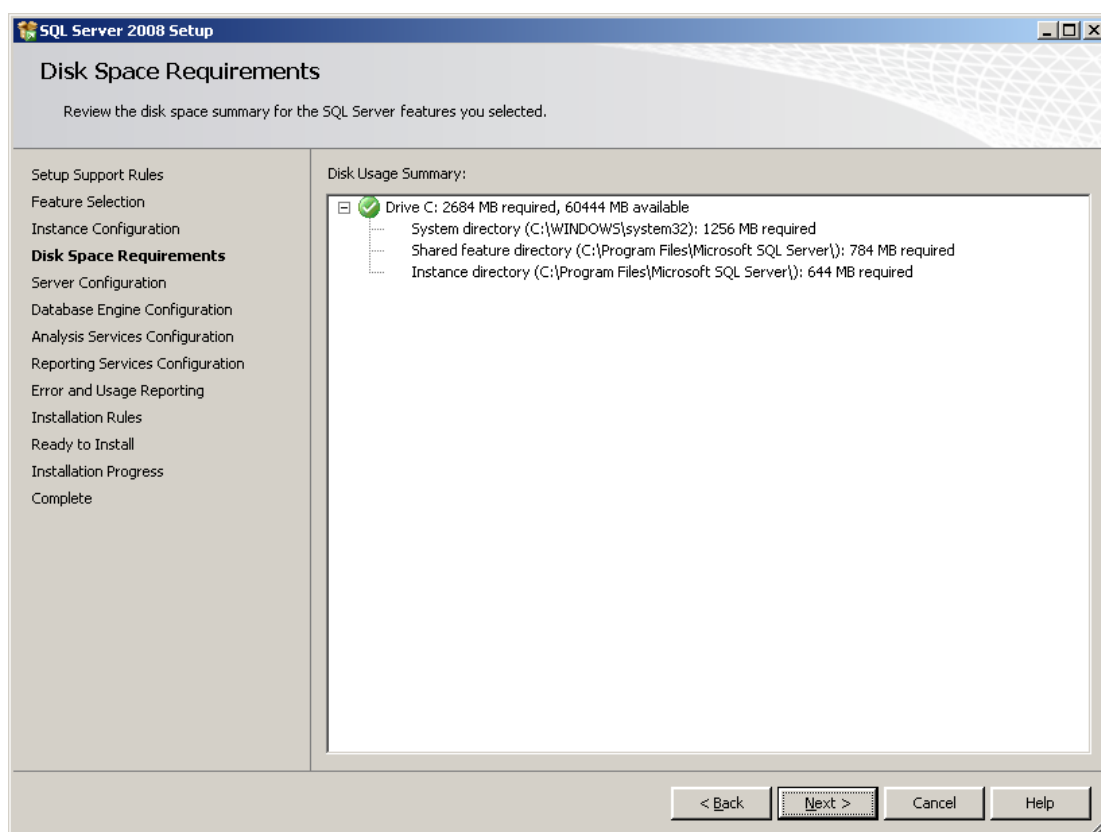 SQL Server 2008 Setup
Disk Space Requirements
Review the disk space summary for the SQL Server features you selected.
Setup Support Rules
Feature Selection
Instance Configuration
Disk Space Requirements
Server Configuration
Database Engine Configuration
Analysis Services Configuration
Reporting Services Configuration
Error and Usage Reporting
Installation Rules
Ready to Install
Installation Progress
Complete
Disk Usage Summary:
Drive C: 2684 MB required, 60444 MB available
System directory (C:\WINDOWS\system32): 1256 MB required
Shared feature directory (C:\Program Files\Microsoft SQL Server\): 784 MB required
Instance directory (C:\Program Files\Microsoft SQL Server\): 644 MB required
< Back Next > Cancel Help